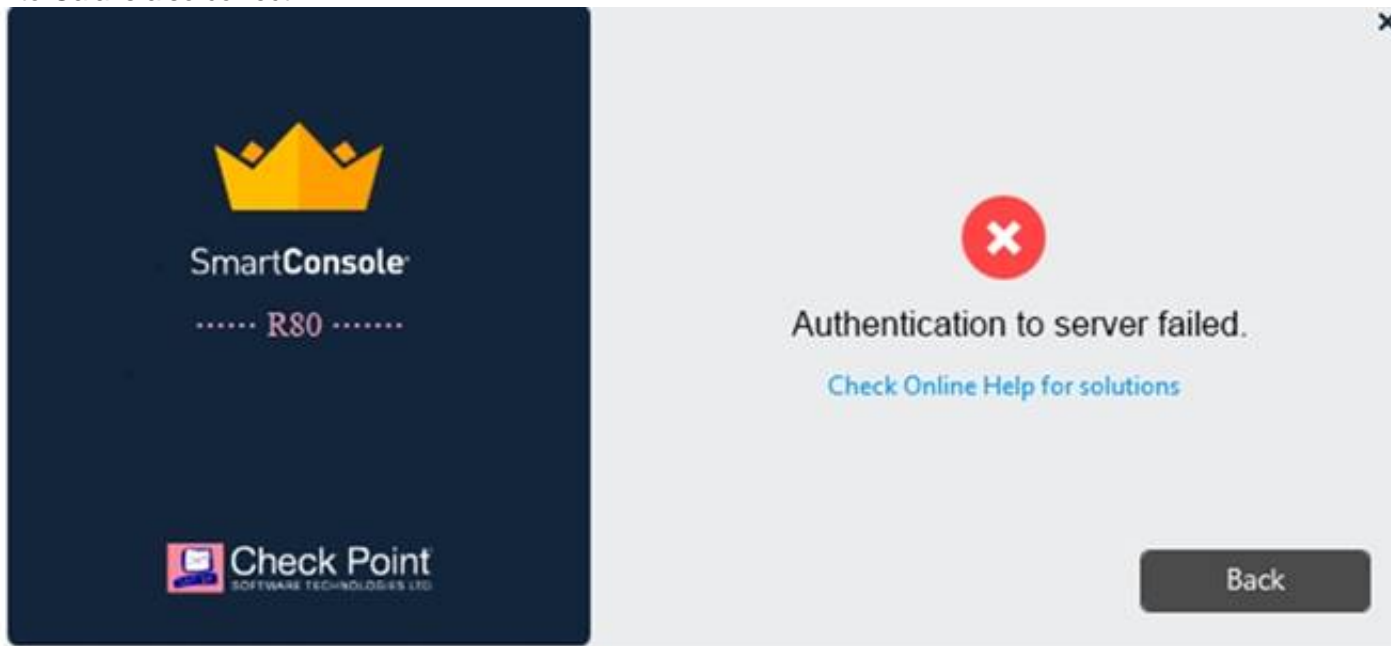 SmartConsole
...... R80 .......
Check Point
SOFTWARE TECHNOLOGIES LTD.
Authentication to server failed.
Check Online Help for solutions
Back